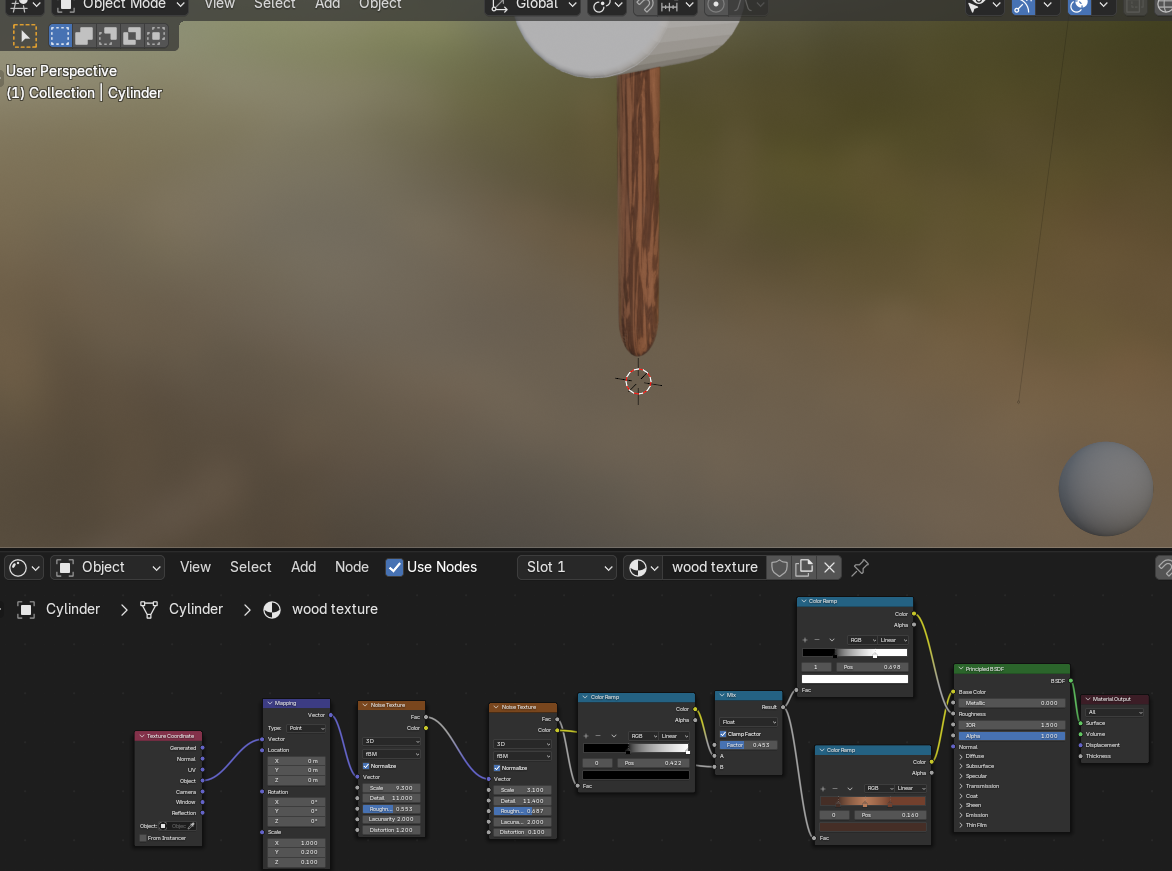 Object Mode View Select Add Object Global
User Perspective
(1) Collection | Cylinder
Object View Select Add Node Use Nodes Slot 1 wood texture
Cylinder > Cylinder > wood texture
Texture Coordinate
Generated
Normal
UV
Object
Camera
Window
Reflection
Object:
From Instancer
Mapping
Vector
Type: Point
Vector
Location
X 0 m
Y 0 m
Z 0 m
Rotation
X 0°
Y 0°
Z 0°
Scale
X 1.000
Y 0.200
Z 0.100
Noise Texture
Fac
Color
3D
fBM
Normalize
Vector
Scale 9.300
Detail 11.000
Roughn... 0.553
Lacunarity 2.000
Distortion 1.200
Noise Texture
Fac
Color
3D
fBM
Normalize
Vector
Scale 3.100
Detail 11.400
Roughn... 0.687
Lacuna... 2.000
Distortion 0.100
Color Ramp
Color
Alpha
RGB Linear
0 Pos 0.422
Fac
Mix
Result
Float
Clamp Factor
Factor 0.453
A
B
Color Ramp
Color
Alpha
RGB Linear
1 Pos 0.698
Fac
Color Ramp
Color
Alpha
RGB Linear
0 Pos 0.160
Fac
Principled BSDF
BSDF
Base Color
Metallic 0.000
Roughness
IOR 1.500
Alpha 1.000
Normal
Diffuse
Subsurface
Specular
Transmission
Coat
Sheen
Emission
Thin Film
Material Output
All
Surface
Volume
Displacement
Thickness